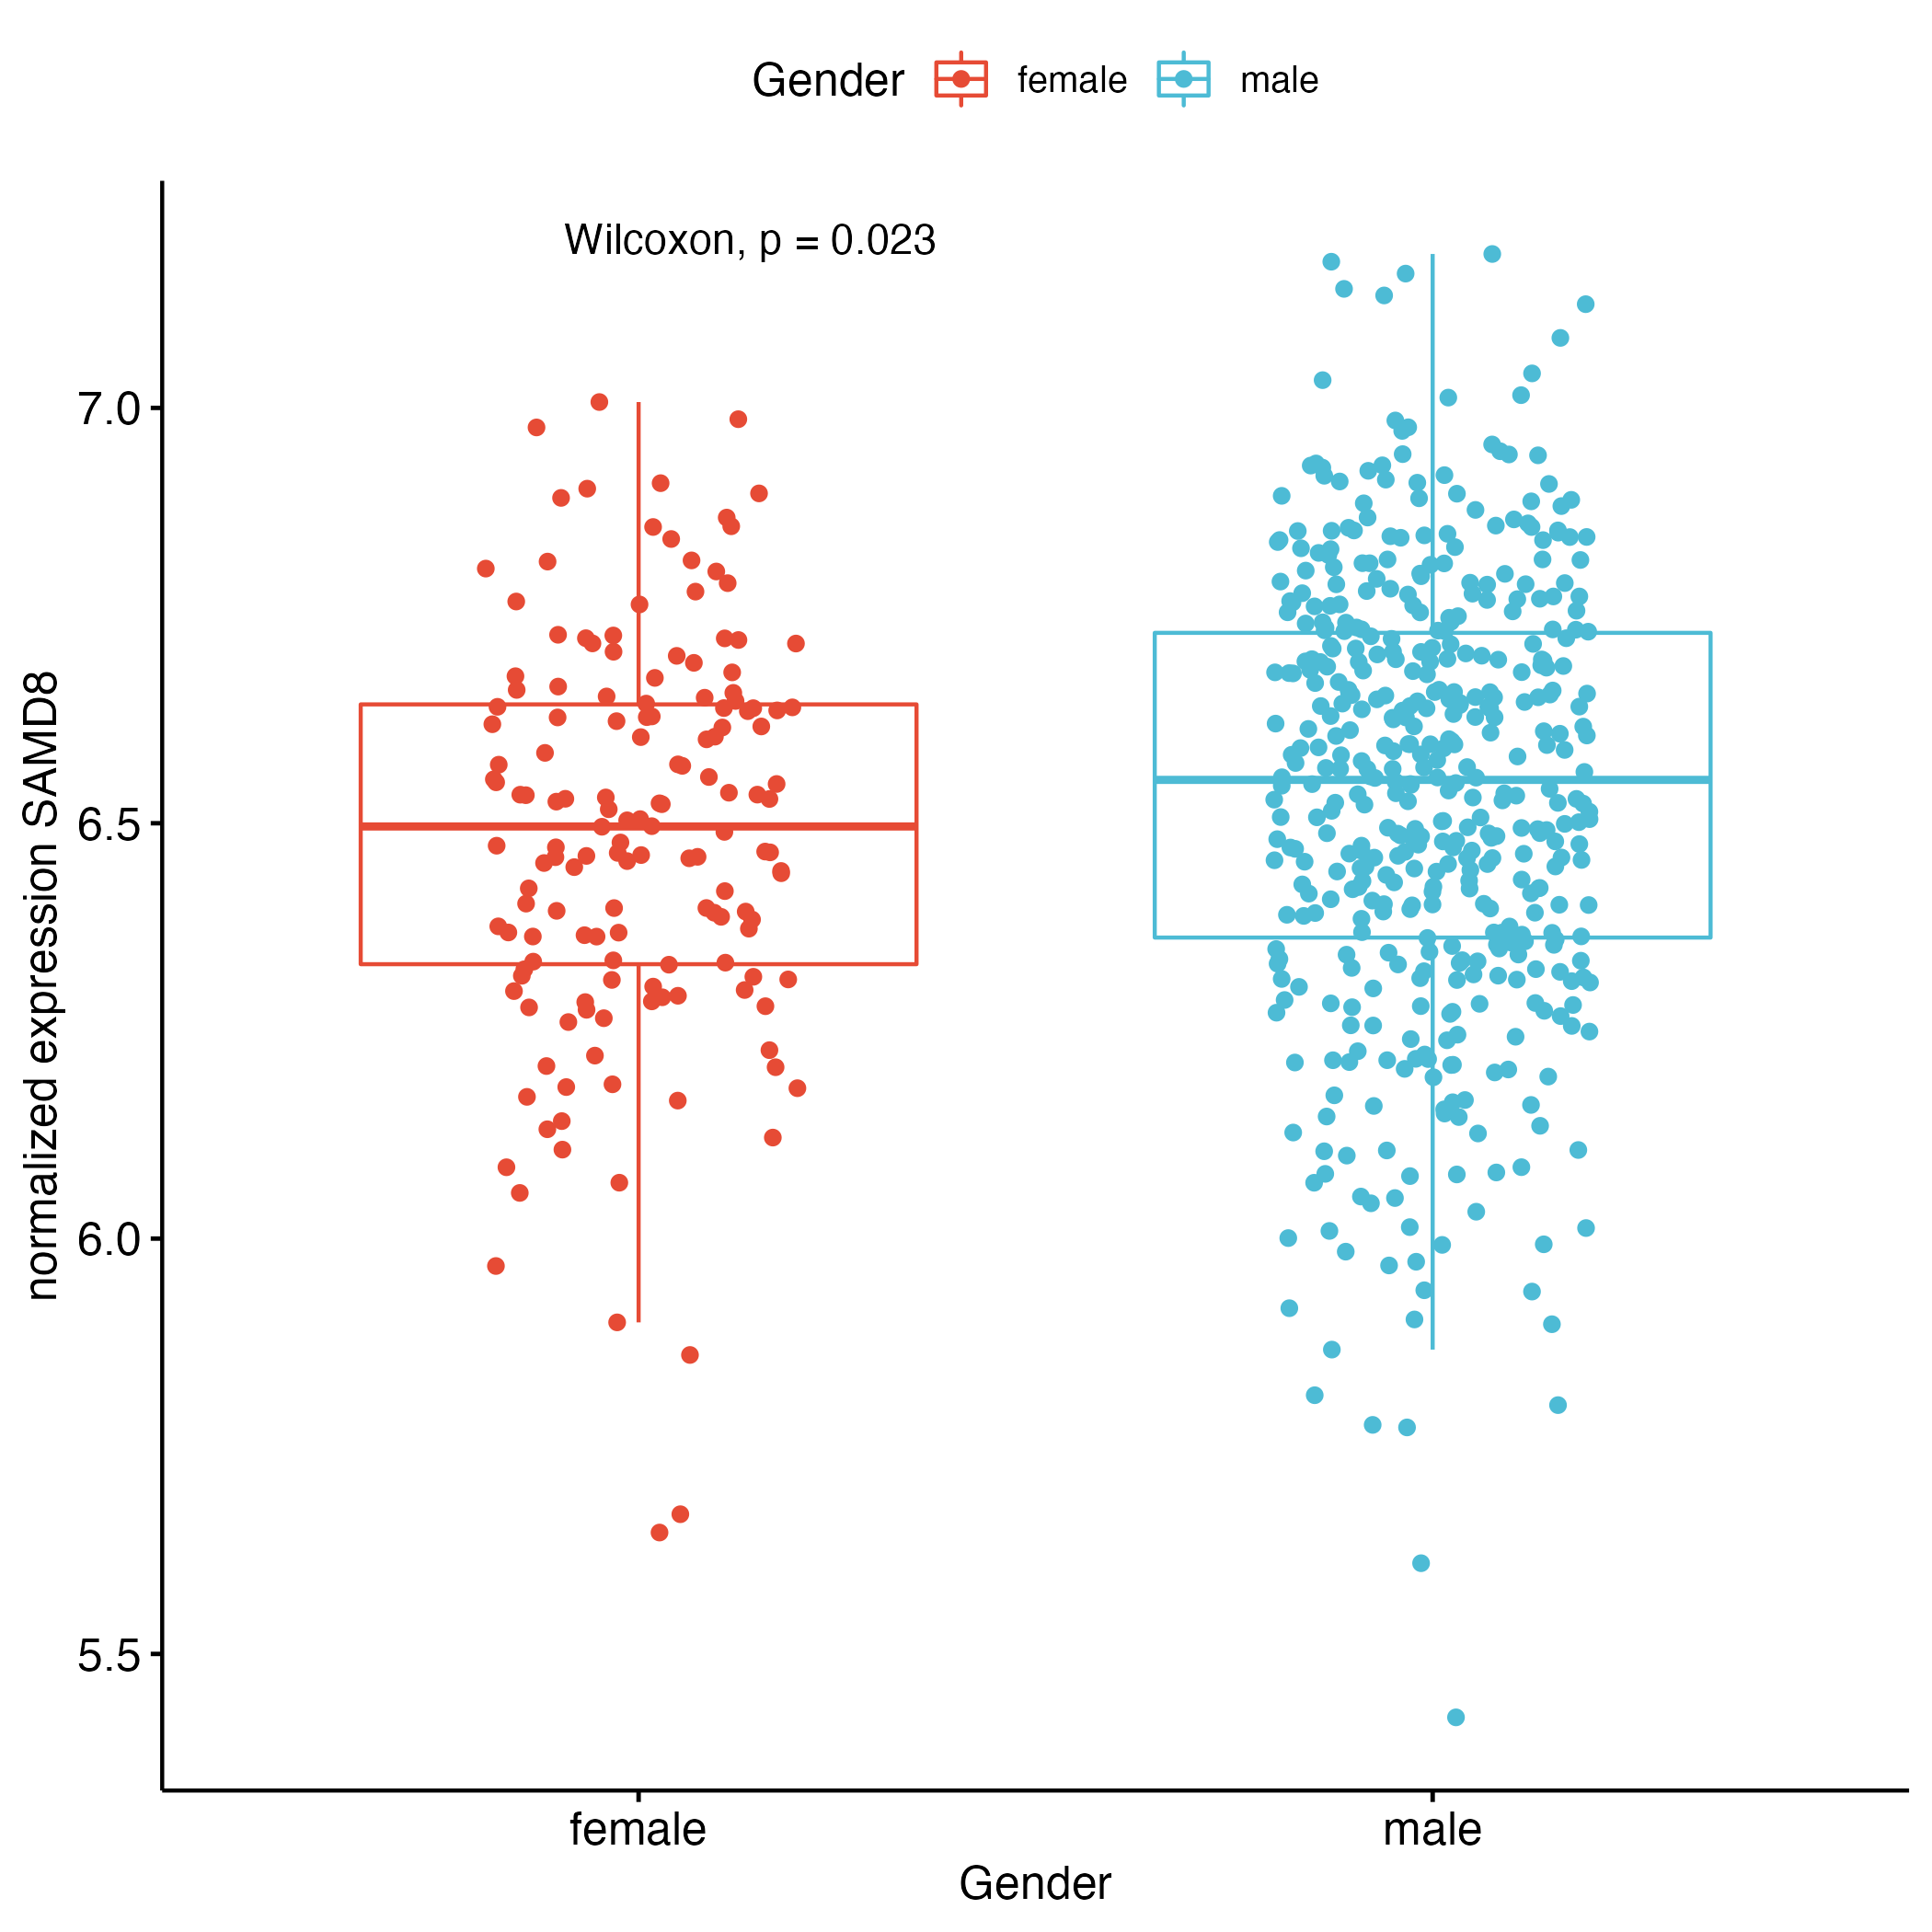 Gender female male
Wilcoxon, p = 0.023
normalized expression SAMD8
7.0
6.5
6.0
5.5
female male
Gender